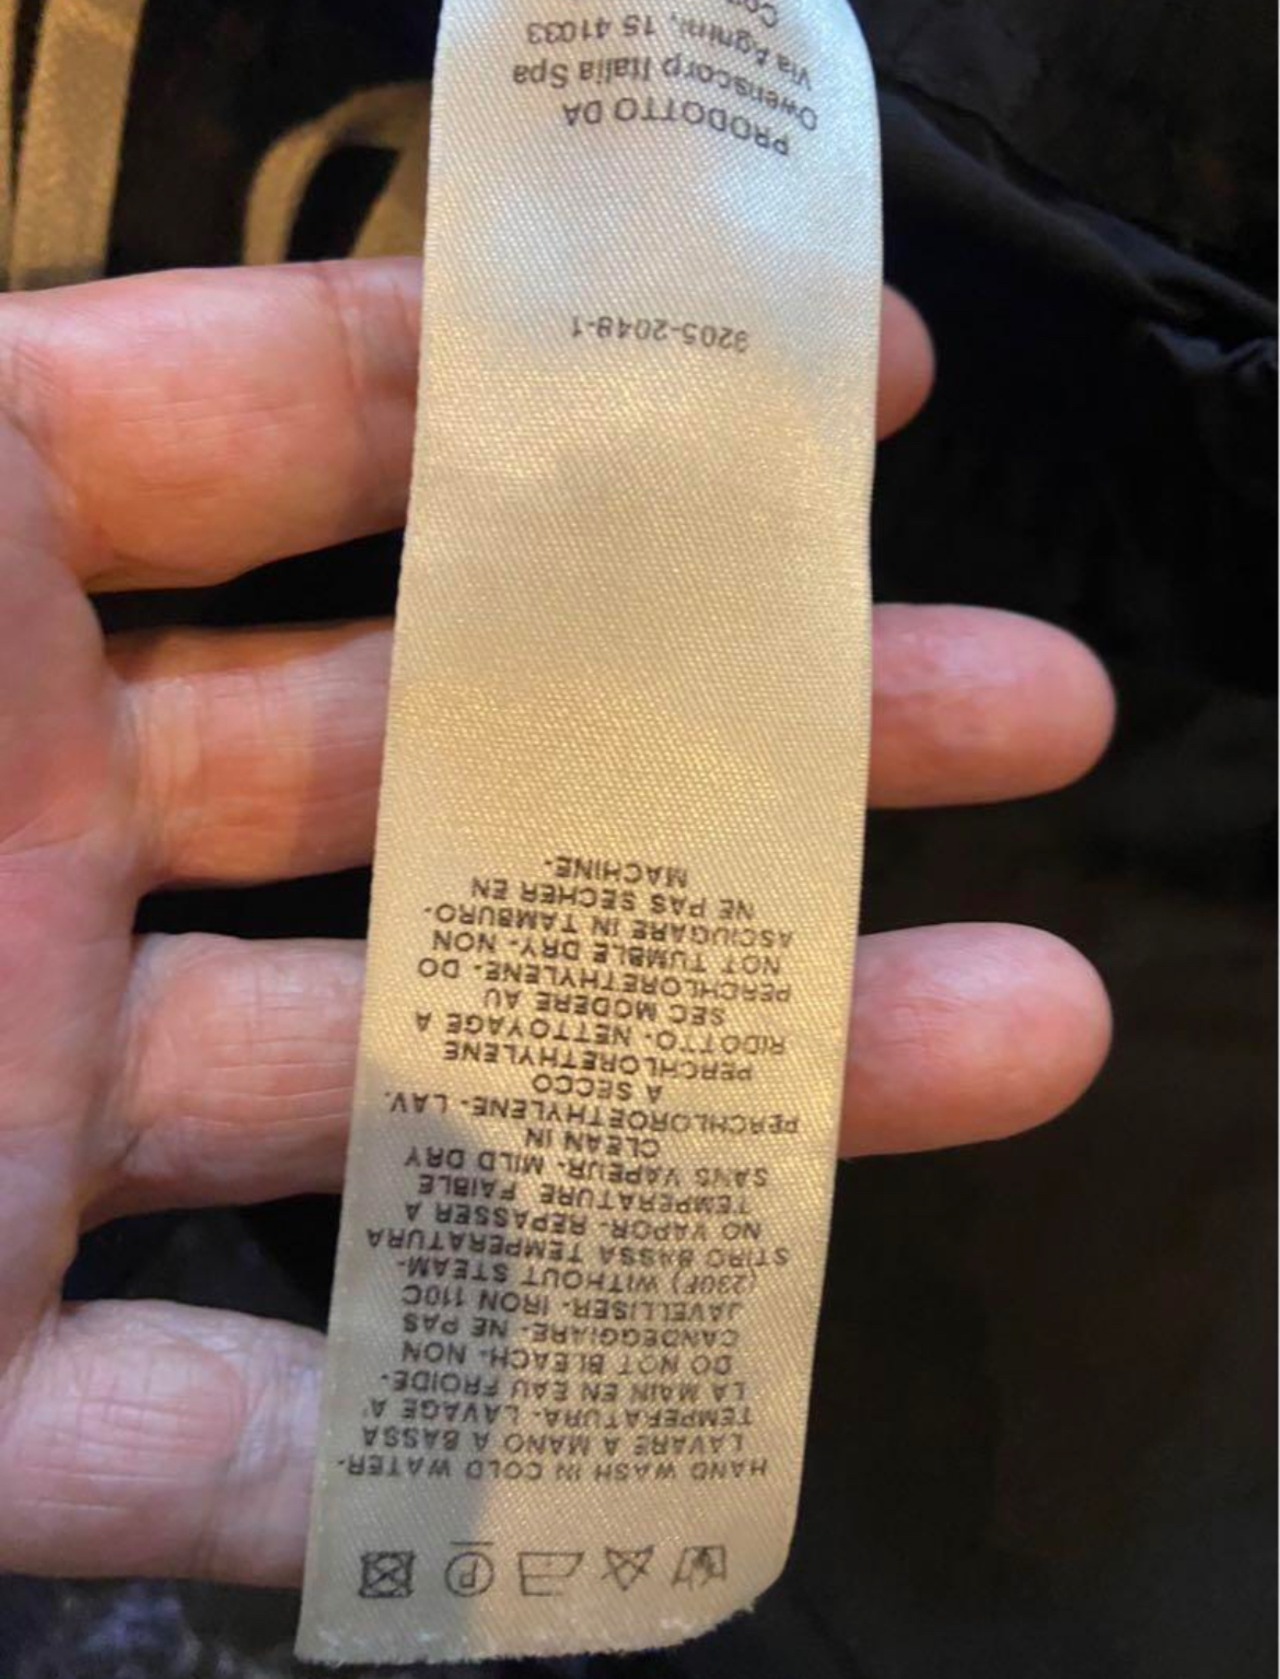 HAND WASH IN COLD WATER-
LAVARE A MANO A BASSA
TEMPERATURA- LAVAGE A'
LA MAIN EN EAU FROIDE-
DO NOT BLEACH- NON
CANDEGGIARE- NE PAS
JAVELLISER- IRON 110C
(230F) WITHOUT STEAM-
STIRO BASSA TEMPERATURA
NO VAPOR- REPASSER A
TEMPERATURE FAIBLE
SANS VAPEUR- MILD DRY
CLEAN IN
PERCHLOROETHYLENE- LAV.
A SECCO
PERCHLORETHYLENE
RIDOTTO- NETTOYAGE A
SEC MODERE AU
PERCHLORETHYLENE- DO
NOT TUMBLE DRY- NON
ASCIUGARE IN TAMBURO-
NE PAS SECHER EN
MACHINE-
PRODOTTO DA
Owenscorp Italia Spa
Via Agnini, 15 41033